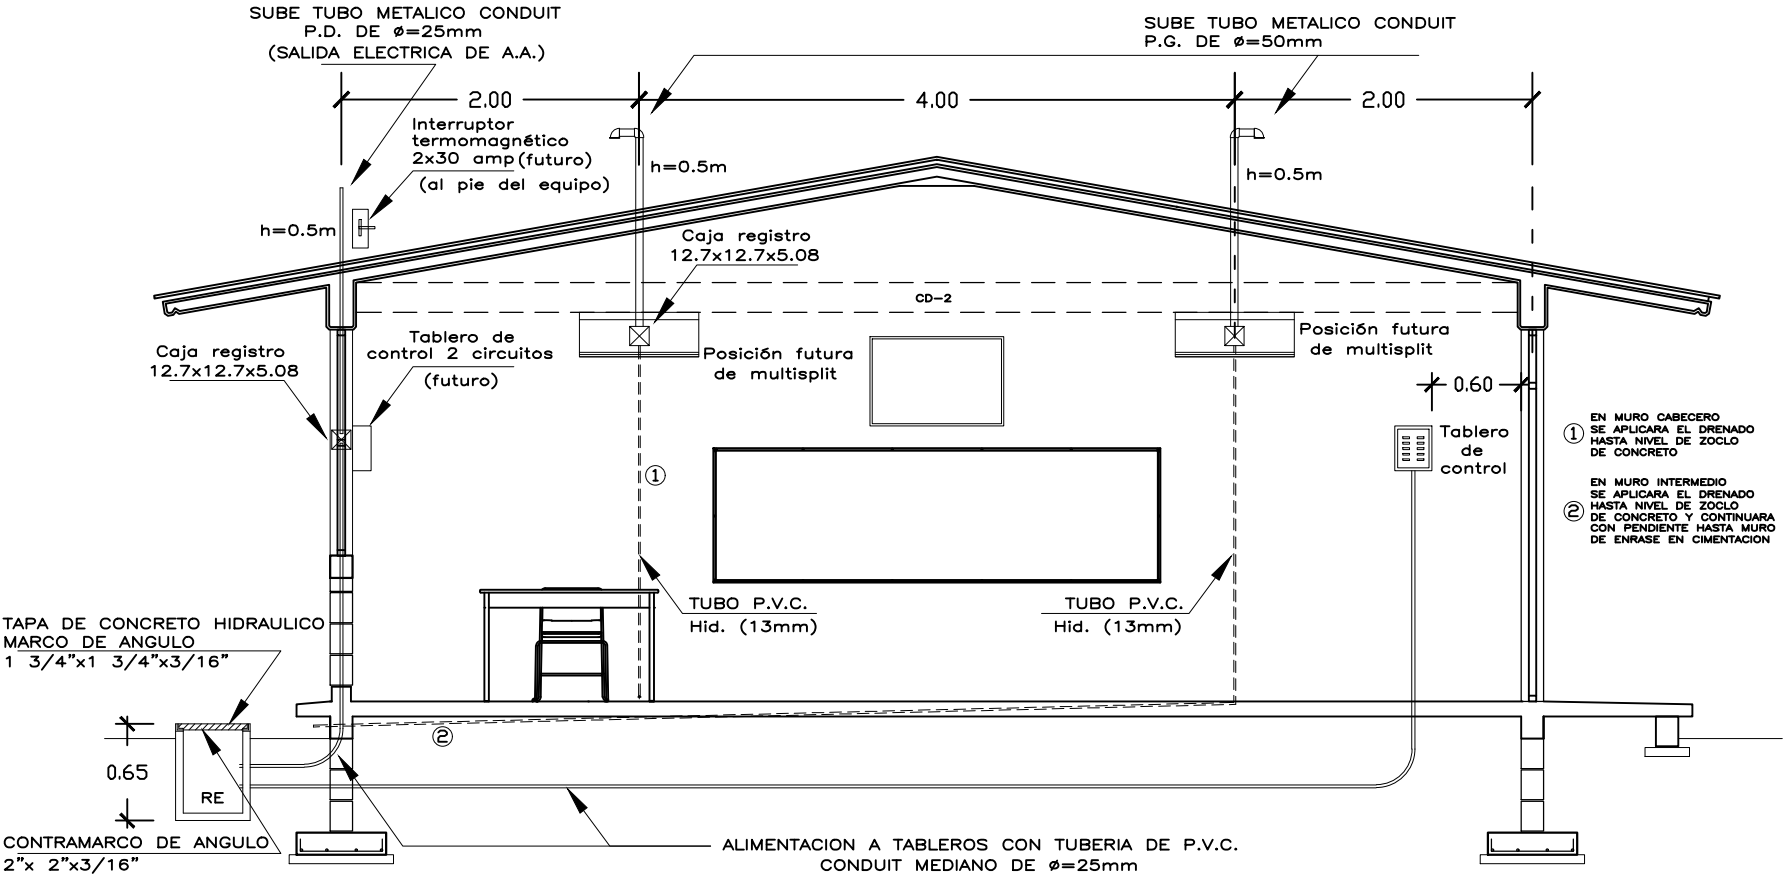 SUBE TUBO METALICO CONDUIT
P.D. DE ø=25mm
(SALIDA ELECTRICA DE A.A.)
SUBE TUBO METALICO CONDUIT
P.G. DE ø=50mm
2.00
4.00
2.00
Interruptor
termomagnético
2x30 amp(futuro)
(al pie del equipo)
h=0.5m
h=0.5m
h=0.5m
Caja registro
12.7x12.7x5.08
CD-2
Caja registro
12.7x12.7x5.08
Tablero de
control 2 circuitos
(futuro)
Posición futura
de multisplit
Posición futura
de multisplit
0.60
Tablero
de
control
1 EN MURO CABECERO
SE APLICARA EL DRENADO
HASTA NIVEL DE ZOCLO
DE CONCRETO
2 EN MURO INTERMEDIO
SE APLICARA EL DRENADO
HASTA NIVEL DE ZOCLO
DE CONCRETO Y CONTINUARA
CON PENDIENTE HASTA MURO
DE ENRASE EN CIMENTACION
1
TUBO P.V.C.
Hid. (13mm)
TUBO P.V.C.
Hid. (13mm)
TAPA DE CONCRETO HIDRAULICO
MARCO DE ANGULO
1 3/4"x1 3/4"x3/16"
2
0.65
RE
CONTRAMARCO DE ANGULO
2"x 2"x3/16"
ALIMENTACION A TABLEROS CON TUBERIA DE P.V.C.
CONDUIT MEDIANO DE ø=25mm